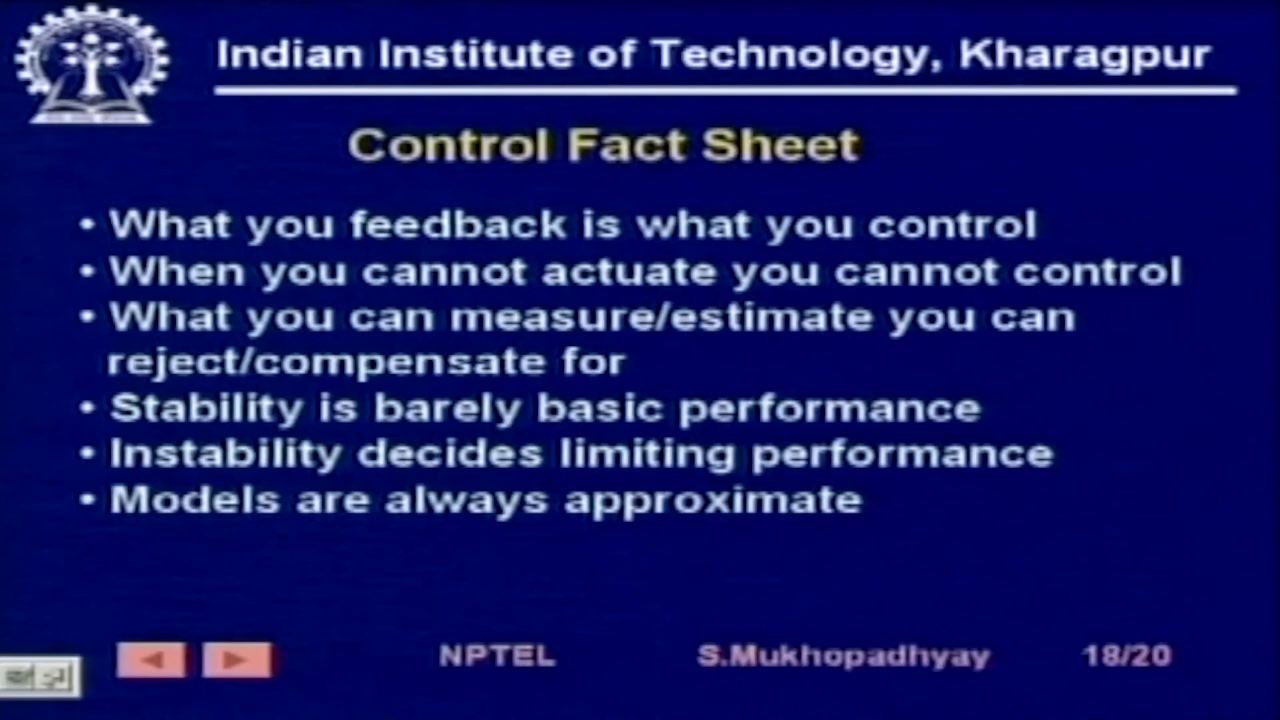 Indian Institute of Technology, Kharagpur
Control Fact Sheet
• What you feedback is what you control
• When you cannot actuate you cannot control
• What you can measure/estimate you can
reject/compensate for
• Stability is barely basic performance
• Instability decides limiting performance
• Models are always approximate
NPTEL S.Mukhopadhyay 18/20